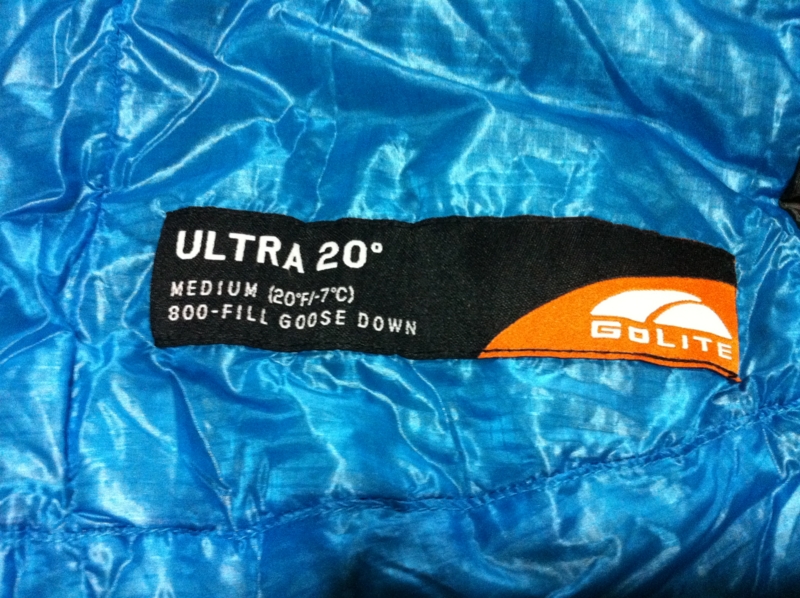 ULTRA 20°
MEDIUM (20°F/-7°C)
800-FILL GOOSE DOWN
GOLITE